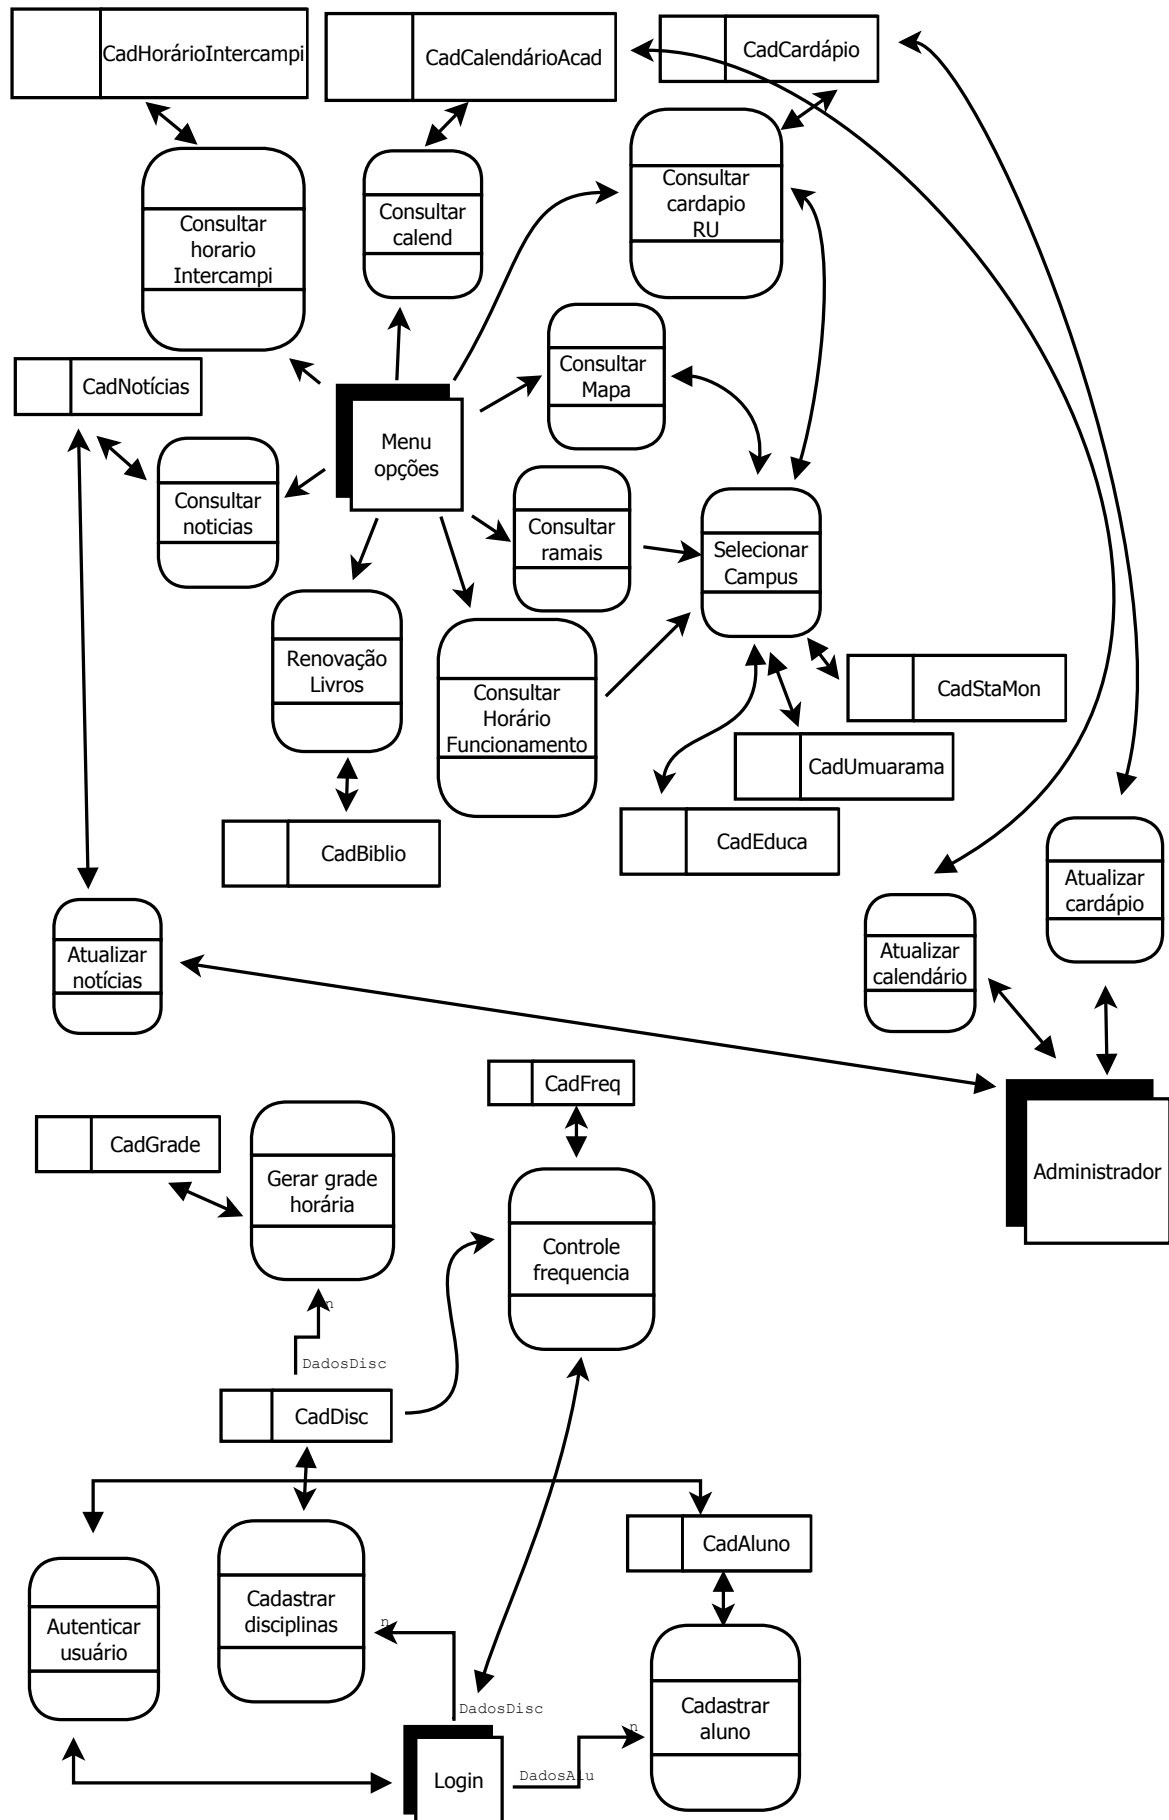 CadHorárioIntercampi
CadCalendárioAcad
CadCardápio
Consultar
horario
Intercampi
Consultar
calend
Consultar
cardapio
RU
CadNotícias
Consultar
Mapa
Menu
opções
Consultar
noticias
Consultar
ramais
Selecionar
Campus
Renovação
Livros
Consultar
Horário
Funcionamento
CadStaMon
CadUmuarama
CadEduca
CadBiblio
Atualizar
cardápio
Atualizar
notícias
Atualizar
calendário
CadFreq
CadGrade
Administrador
Gerar grade
horária
Controle
frequencia
n
DadosDisc
CadDisc
CadAluno
Autenticar
usuário
Cadastrar
disciplinas
n
DadosDisc
Cadastrar
aluno
n
DadosAlu
Login